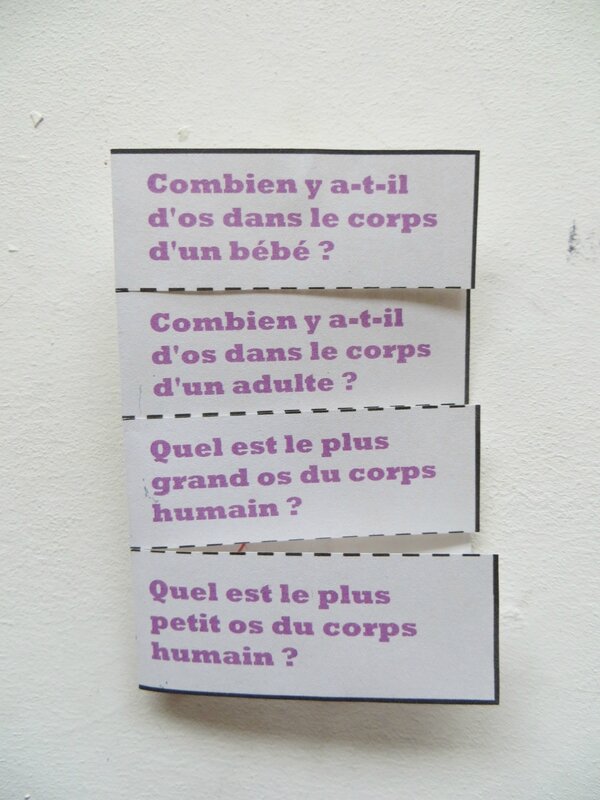 Combien y a-t-il
d'os dans le corps
d'un bébé ?
Combien y a-t-il
d'os dans le corps
d'un adulte ?
Quel est le plus
grand os du corps
humain ?
Quel est le plus
petit os du corps
humain ?